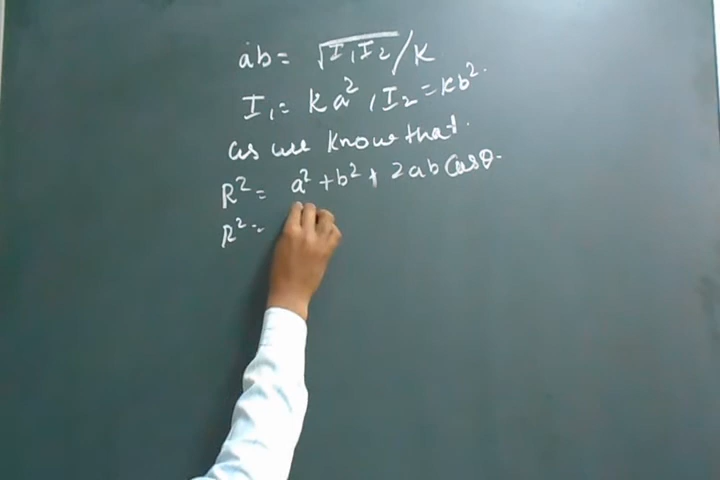 ab = √I₁I₂/K
I₁ = Ka², I₂ = Kb².
as we know that.
R² = a² + b² + 2ab Cosθ.
R² =